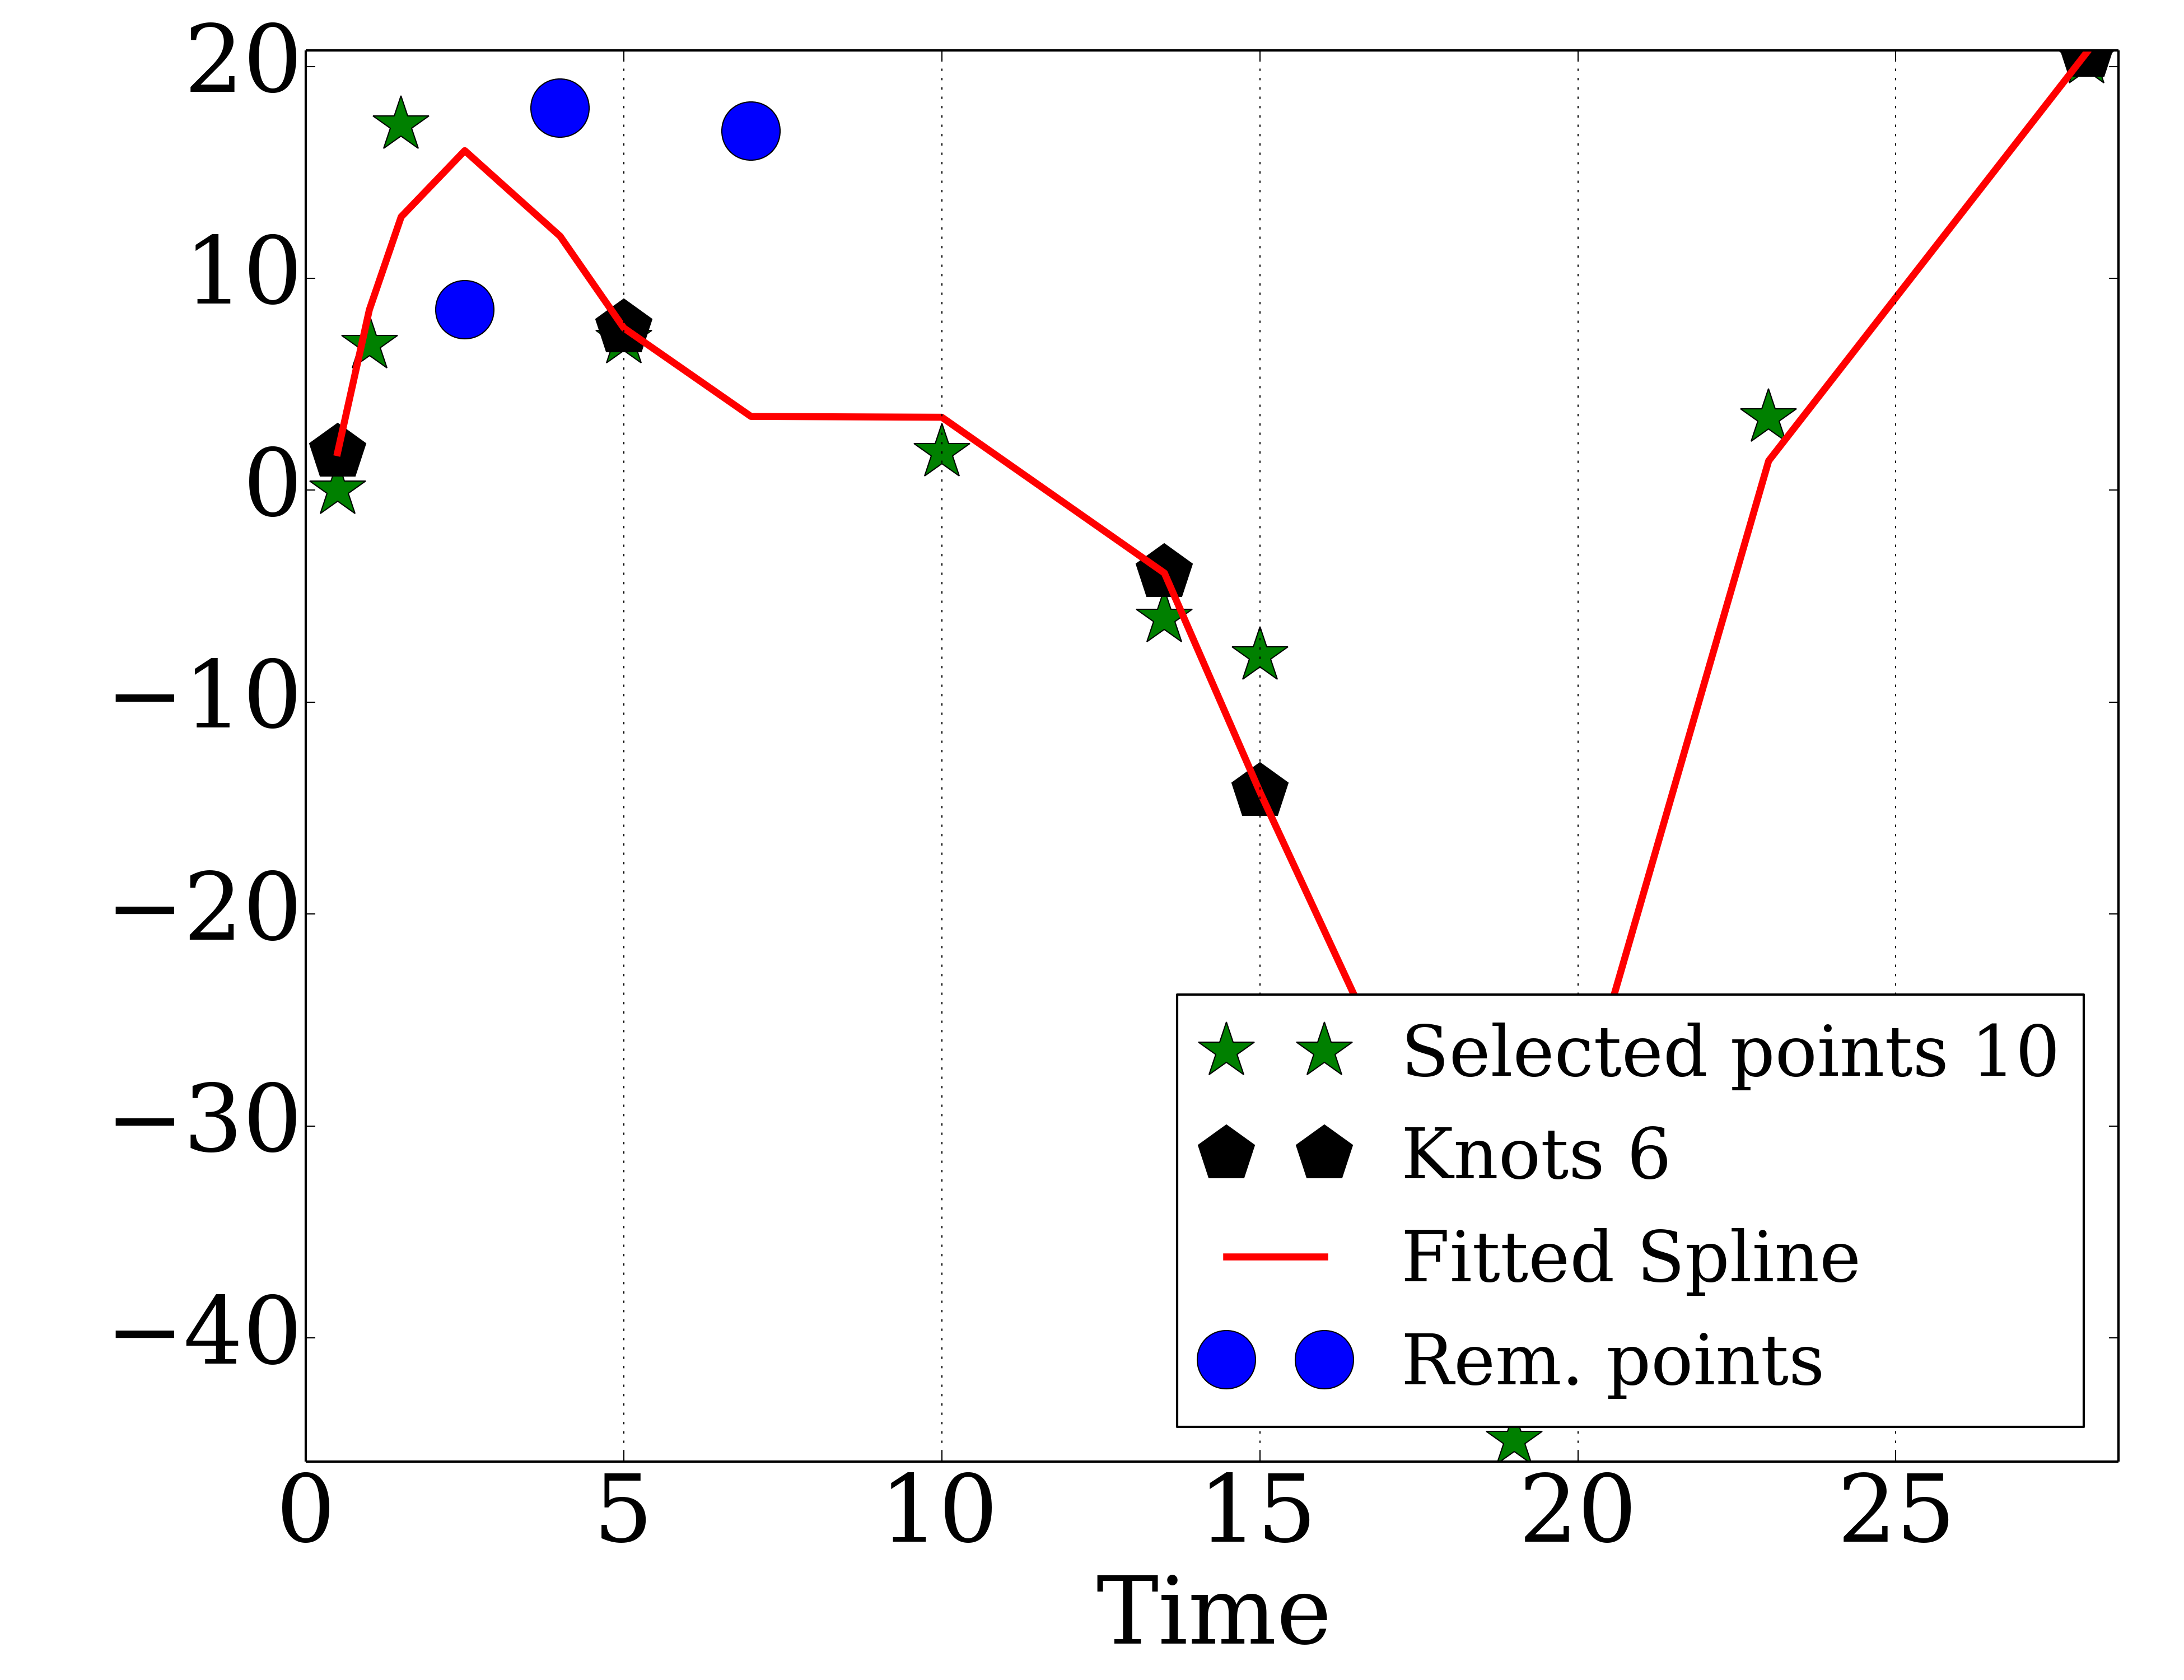 20
10
0
−10
−20
−30
−40
Selected points 10
Knots 6
Fitted Spline
Rem. points
0 5 10 15 20 25
Time